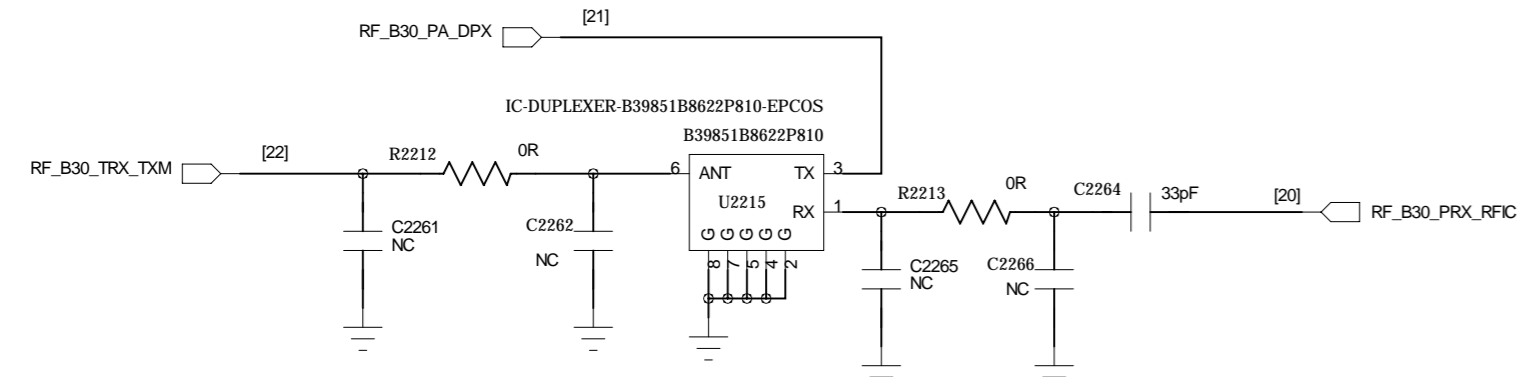 [21]
RF_B30_PA_DPX
IC-DUPLEXER-B39851B8622P810-EPCOS
B39851B8622P810
[22]
R2212
0R
RF_B30_TRX_TXM
6
ANT
TX
3
U2215
RX
1
R2213
0R
C2264
33pF
[20]
RF_B30_PRX_RFIC
C2261
NC
C2262
NC
G G G G G
8 7 5 4 2
C2265
NC
C2266
NC